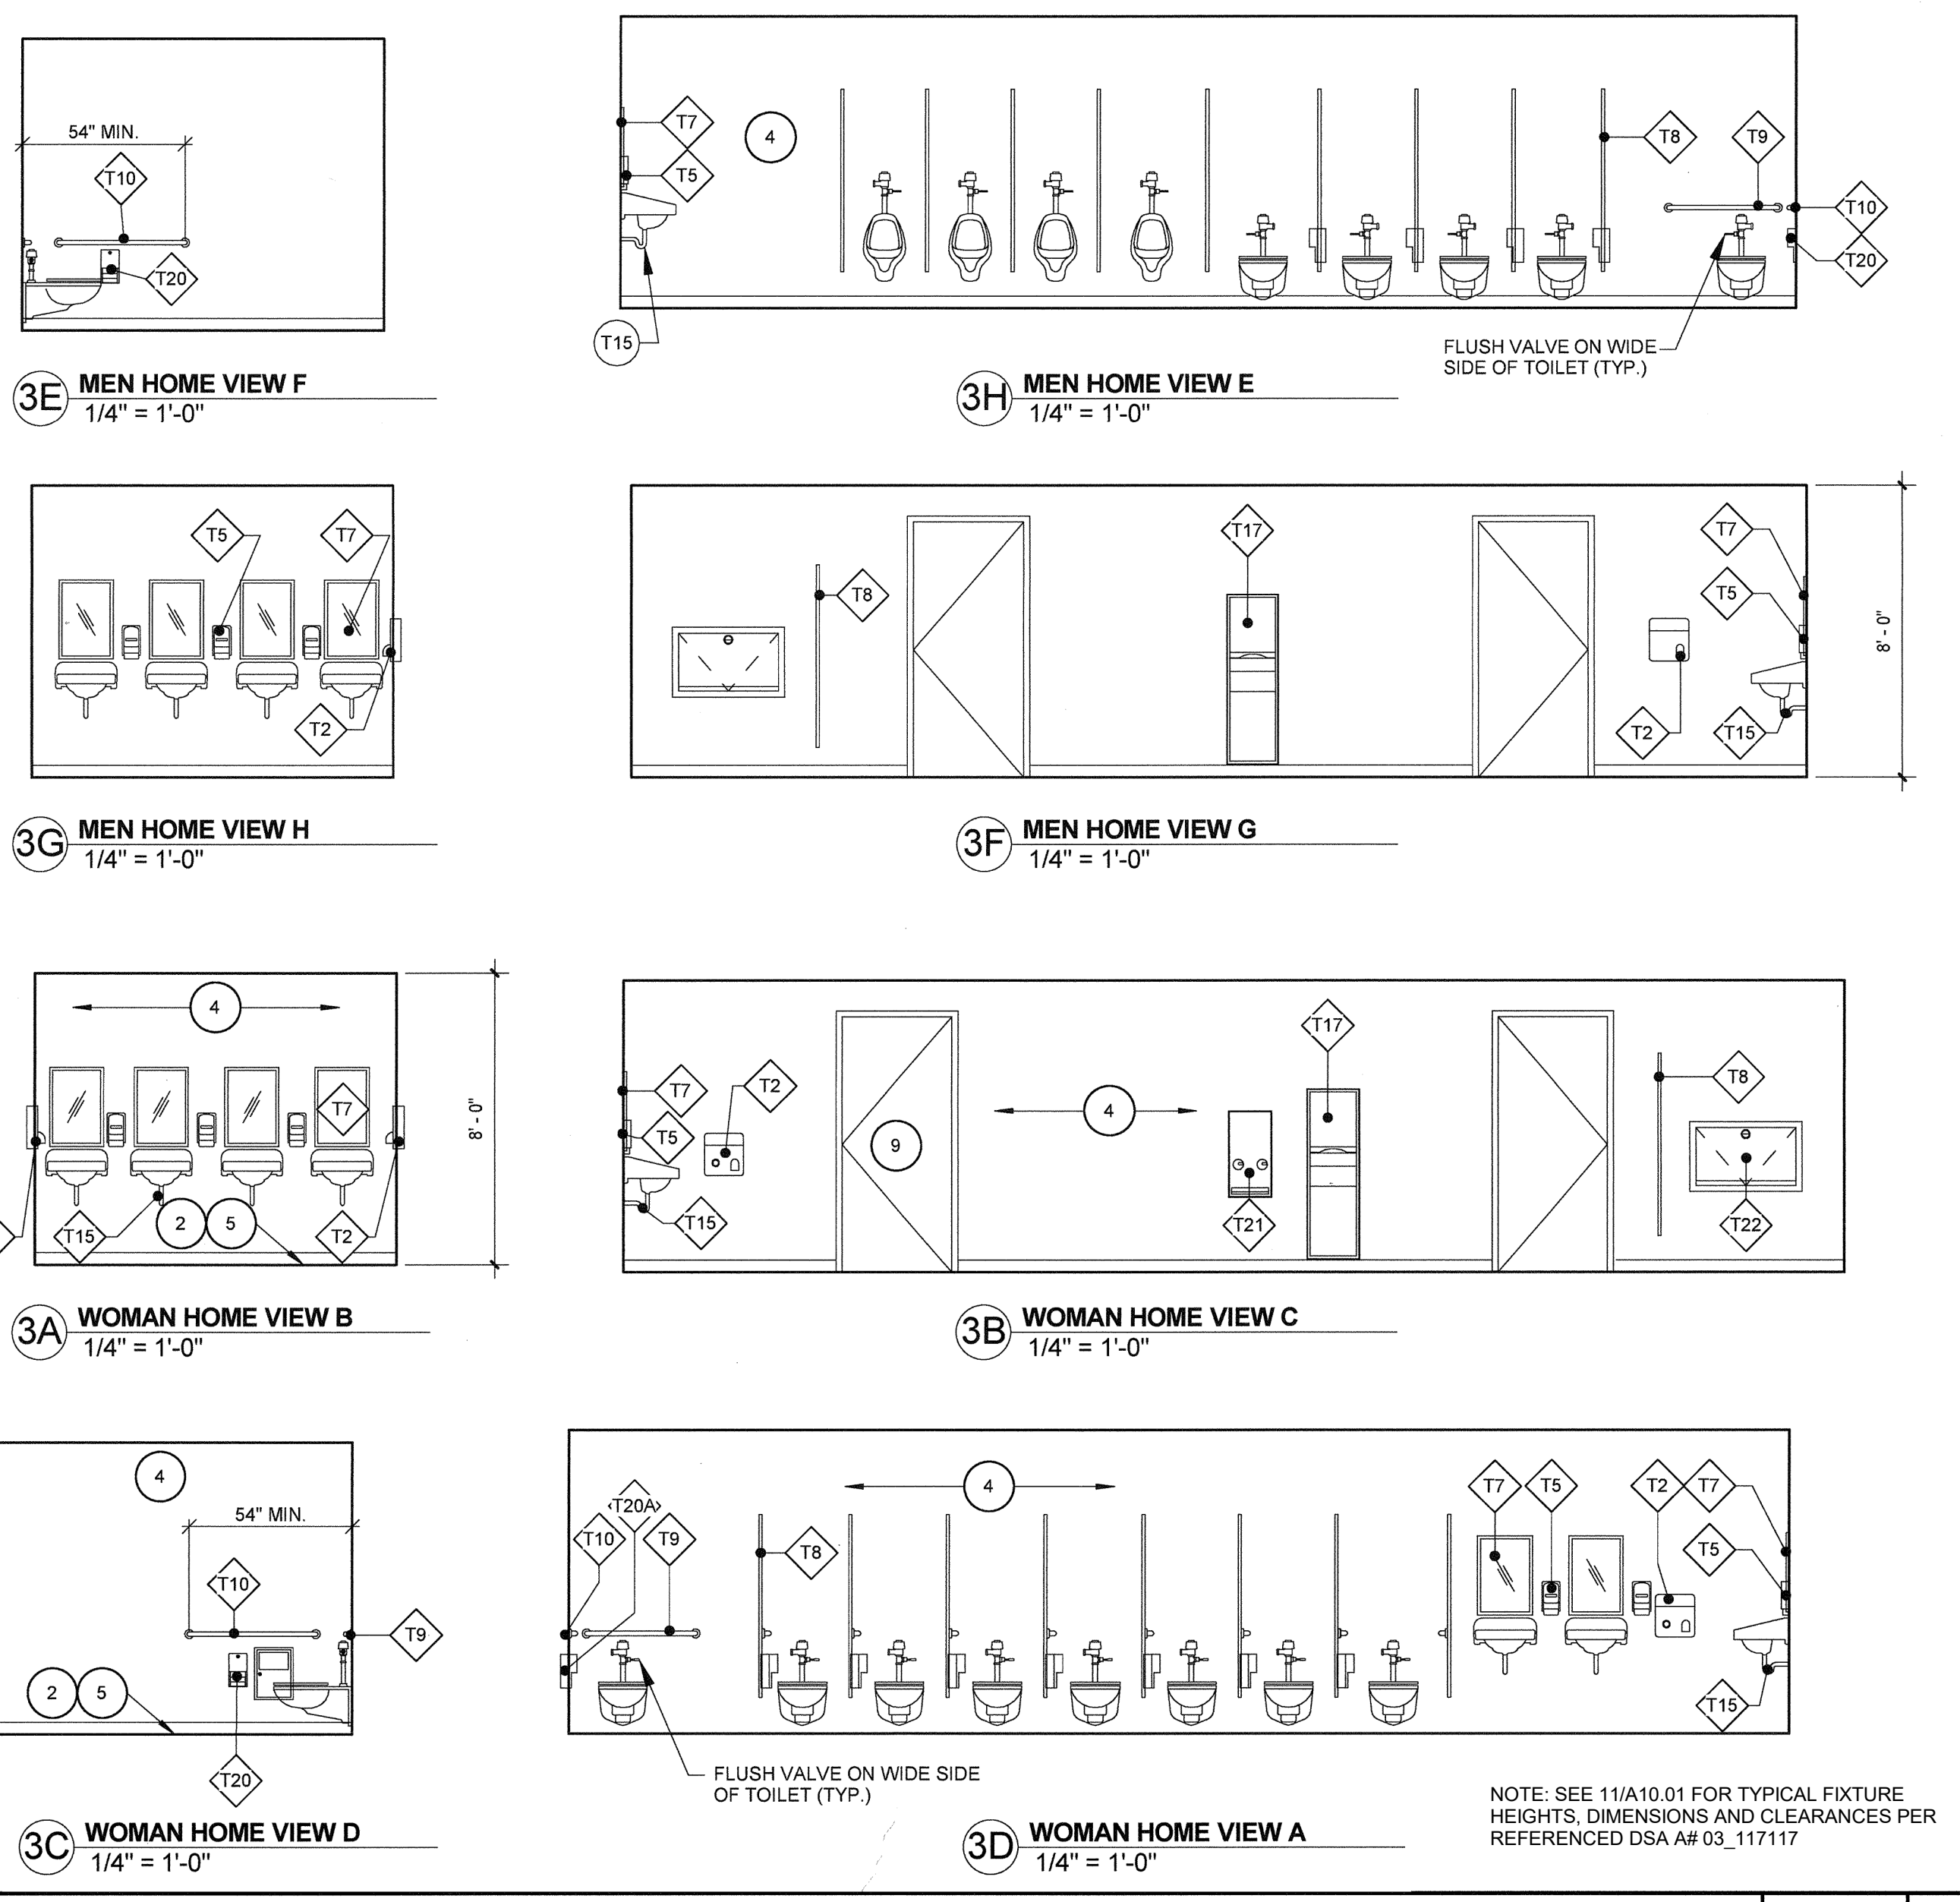 54" MIN.
T10
T20
3E MEN HOME VIEW F
1/4" = 1'-0"
T7
4
T5
T8
T9
T10
T20
T15
FLUSH VALVE ON WIDE
SIDE OF TOILET (TYP.)
3H MEN HOME VIEW E
1/4" = 1'-0"
T5
T7
T2
3G MEN HOME VIEW H
1/4" = 1'-0"
T17
T7
T8
T5
T2
T15
8' - 0"
3F MEN HOME VIEW G
1/4" = 1'-0"
4
T7
T15
2
5
T2
8' - 0"
3A WOMAN HOME VIEW B
1/4" = 1'-0"
T17
T7
T2
T8
4
T5
9
T15
T21
T22
3B WOMAN HOME VIEW C
1/4" = 1'-0"
4
54" MIN.
T10
T9
2
5
T20
3C WOMAN HOME VIEW D
1/4" = 1'-0"
4
T7
T5
T2
T7
T20A
T10
T9
T8
T5
T15
FLUSH VALVE ON WIDE SIDE
OF TOILET (TYP.)
3D WOMAN HOME VIEW A
1/4" = 1'-0"
NOTE: SEE 11/A10.01 FOR TYPICAL FIXTURE
HEIGHTS, DIMENSIONS AND CLEARANCES PER
REFERENCED DSA A# 03_117117